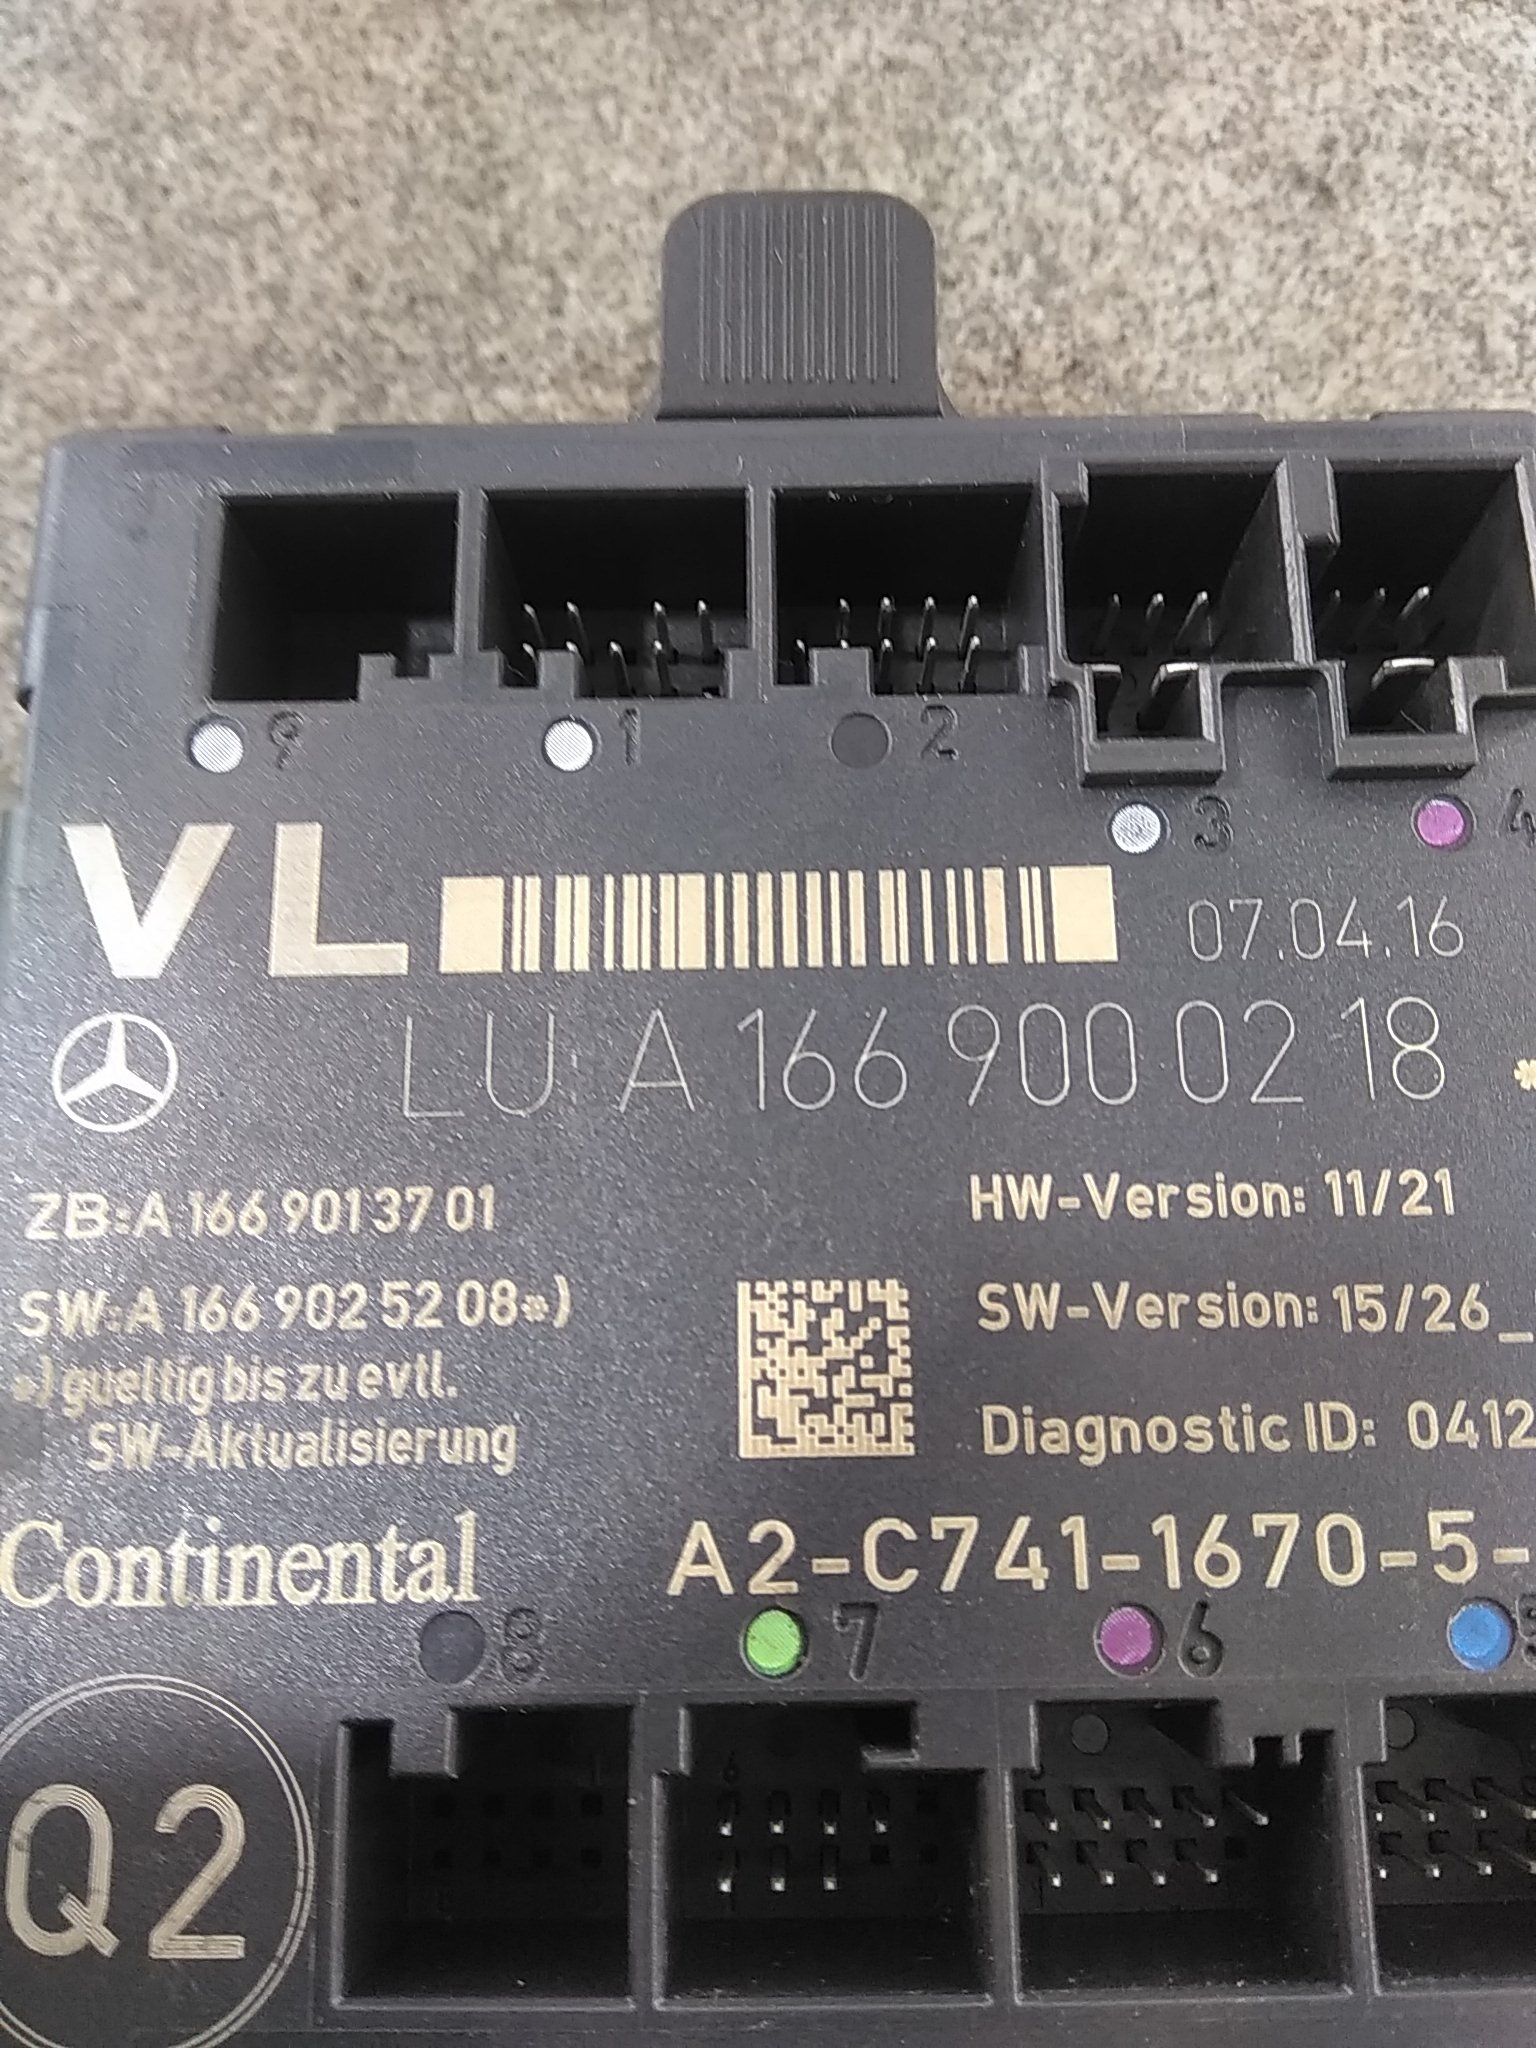 9 1 2
3 4
VL 07.04.16
LU A 166 900 02 18 *
ZB:A 166 901 37 01 HW-Version: 11/21
SW:A 166 902 52 08*) SW-Version: 15/26_
*) gueltig bis zu evtl.
SW-Aktualisierung Diagnostic ID: 0412
Continental A2-C741-1670-5-
8 7 6 5
Q2